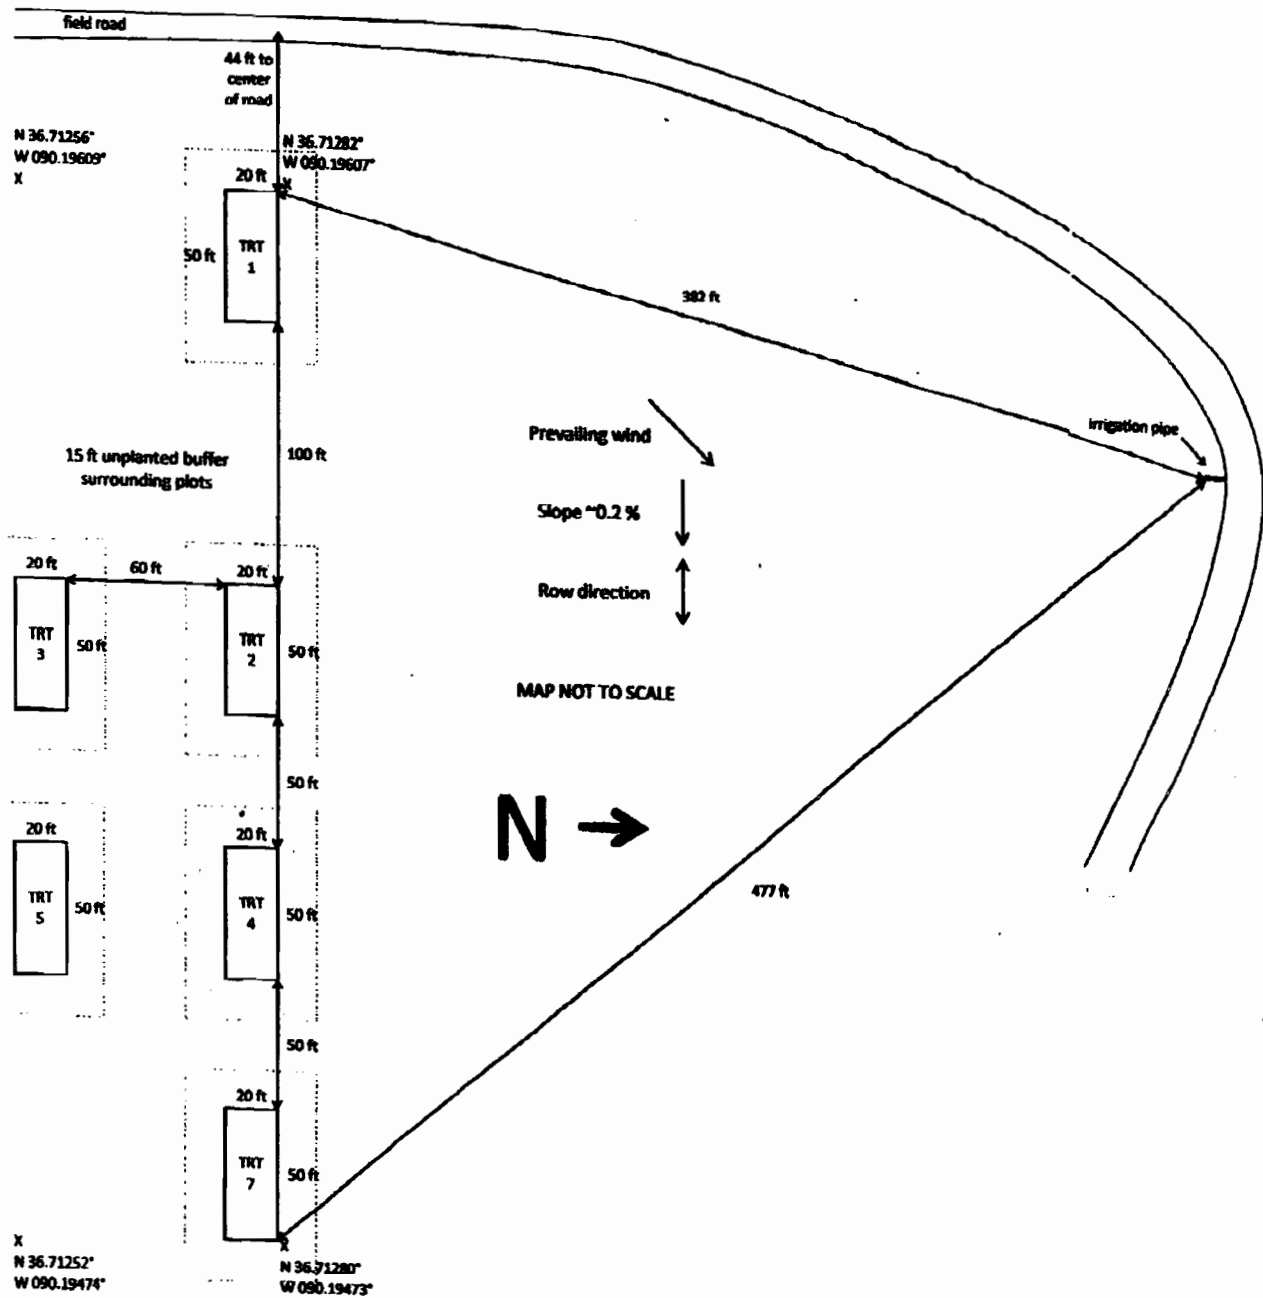 field road
44 ft to
center
of road
N 36.71256°
W 090.19609°
X
N 36.71282°
W 090.19607°
X
20 ft
50 ft
TRT
1
382 ft
irrigation pipe
Prevailing wind
15 ft unplanted buffer
surrounding plots
100 ft
Slope ~0.2 %
Row direction
20 ft
60 ft
20 ft
TRT
3
50 ft
TRT
2
50 ft
MAP NOT TO SCALE
50 ft
N
20 ft
20 ft
TRT
5
50 ft
TRT
4
50 ft
477 ft
50 ft
20 ft
TRT
7
50 ft
X
N 36.71252°
W 090.19474°
X
N 36.71280°
W 090.19473°